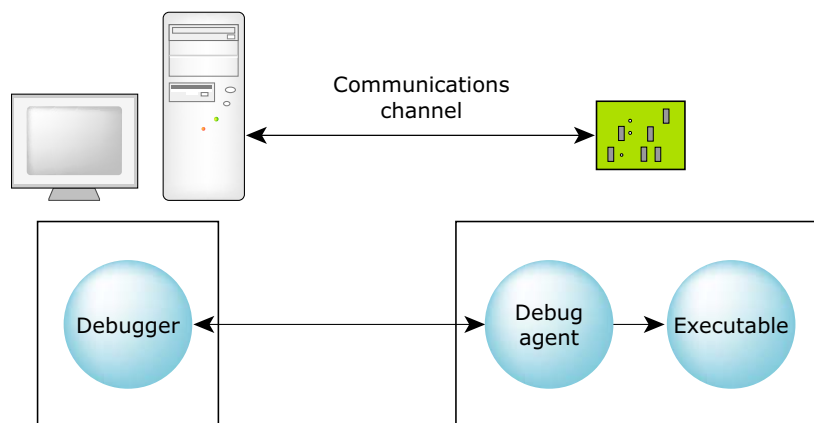 Communications
channel
Debugger
Debug
agent
Executable